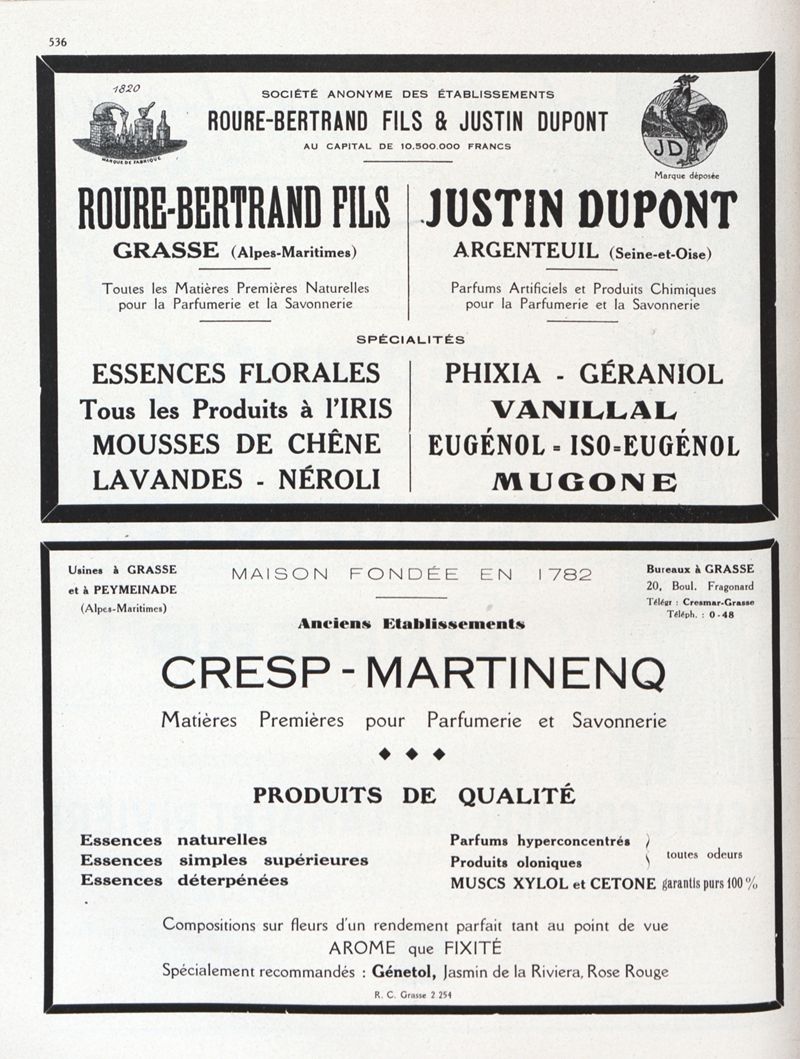 536
1820
MARQUE DE FABRIQUE
SOCIÉTÉ ANONYME DES ÉTABLISSEMENTS
ROURE-BERTRAND FILS & JUSTIN DUPONT
AU CAPITAL DE 10.500.000 FRANCS
JD
Marque déposée
ROURE-BERTRAND FILS
GRASSE (Alpes-Maritimes)
Toutes les Matières Premières Naturelles
pour la Parfumerie et la Savonnerie
JUSTIN DUPONT
ARGENTEUIL (Seine-et-Oise)
Parfums Artificiels et Produits Chimiques
pour la Parfumerie et la Savonnerie
SPÉCIALITÉS
ESSENCES FLORALES
Tous les Produits à l'IRIS
MOUSSES DE CHÊNE
LAVANDES - NÉROLI
PHIXIA - GÉRANIOL
VANILLAL
EUGÉNOL = ISO=EUGÉNOL
MUGONE
Usines à GRASSE
et à PEYMEINADE
(Alpes-Maritimes)
MAISON FONDÉE EN 1782
Bureaux à GRASSE
20, Boul. Fragonard
Télégr : Cresmar-Grasse
Téléph. : 0-48
Anciens Etablissements
CRESP-MARTINENQ
Matières Premières pour Parfumerie et Savonnerie
PRODUITS DE QUALITÉ
Essences naturelles
Essences simples supérieures
Essences déterpénées
Parfums hyperconcentrés
Produits oloniques
toutes odeurs
MUSCS XYLOL et CETONE garantis purs 100 %
Compositions sur fleurs d'un rendement parfait tant au point de vue
AROME que FIXITÉ
Spécialement recommandés : Génetol, Jasmin de la Riviera, Rose Rouge
R. C. Grasse 2 254